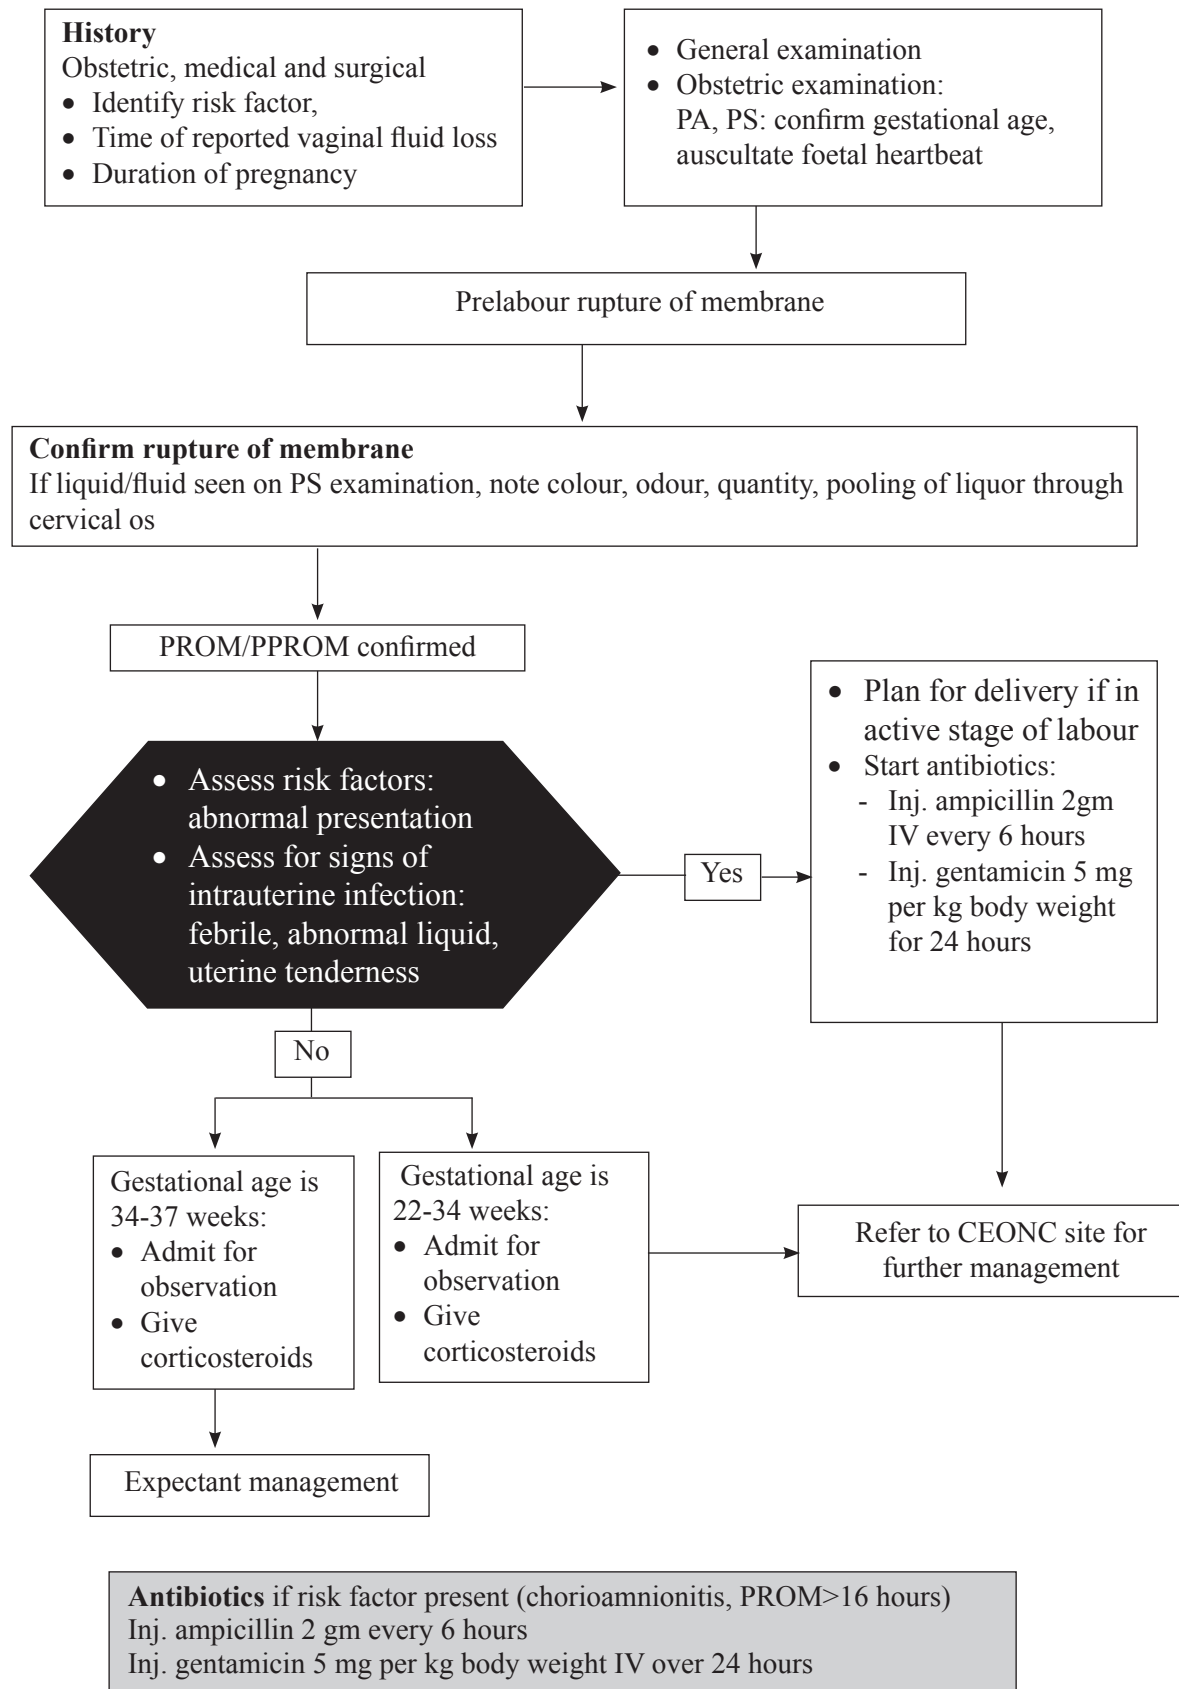 History
Obstetric, medical and surgical
• Identify risk factor,
• Time of reported vaginal fluid loss
• Duration of pregnancy
• General examination
• Obstetric examination:
PA, PS: confirm gestational age,
auscultate foetal heartbeat
Prelabour rupture of membrane
Confirm rupture of membrane
If liquid/fluid seen on PS examination, note colour, odour, quantity, pooling of liquor through
cervical os
PROM/PPROM confirmed
• Assess risk factors:
abnormal presentation
• Assess for signs of
intrauterine infection:
febrile, abnormal liquid,
uterine tenderness
Yes
• Plan for delivery if in
active stage of labour
• Start antibiotics:
- Inj. ampicillin 2gm
IV every 6 hours
- Inj. gentamicin 5 mg
per kg body weight
for 24 hours
No
Gestational age is
34-37 weeks:
• Admit for
observation
• Give
corticosteroids
Gestational age is
22-34 weeks:
• Admit for
observation
• Give
corticosteroids
Refer to CEONC site for
further management
Expectant management
Antibiotics if risk factor present (chorioamnionitis, PROM>16 hours)
Inj. ampicillin 2 gm every 6 hours
Inj. gentamicin 5 mg per kg body weight IV over 24 hours